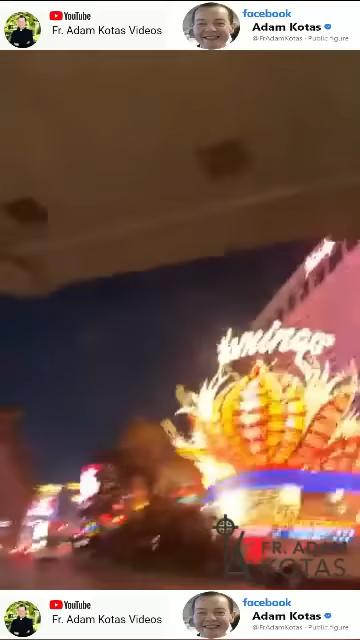 YouTube
Fr. Adam Kotas Videos
facebook
Adam Kotas
@FrAdamKotas - Public figure
Flamingo
FR. ADAM
KOTAS
YouTube
Fr. Adam Kotas Videos
facebook
Adam Kotas
@FrAdamKotas - Public figure